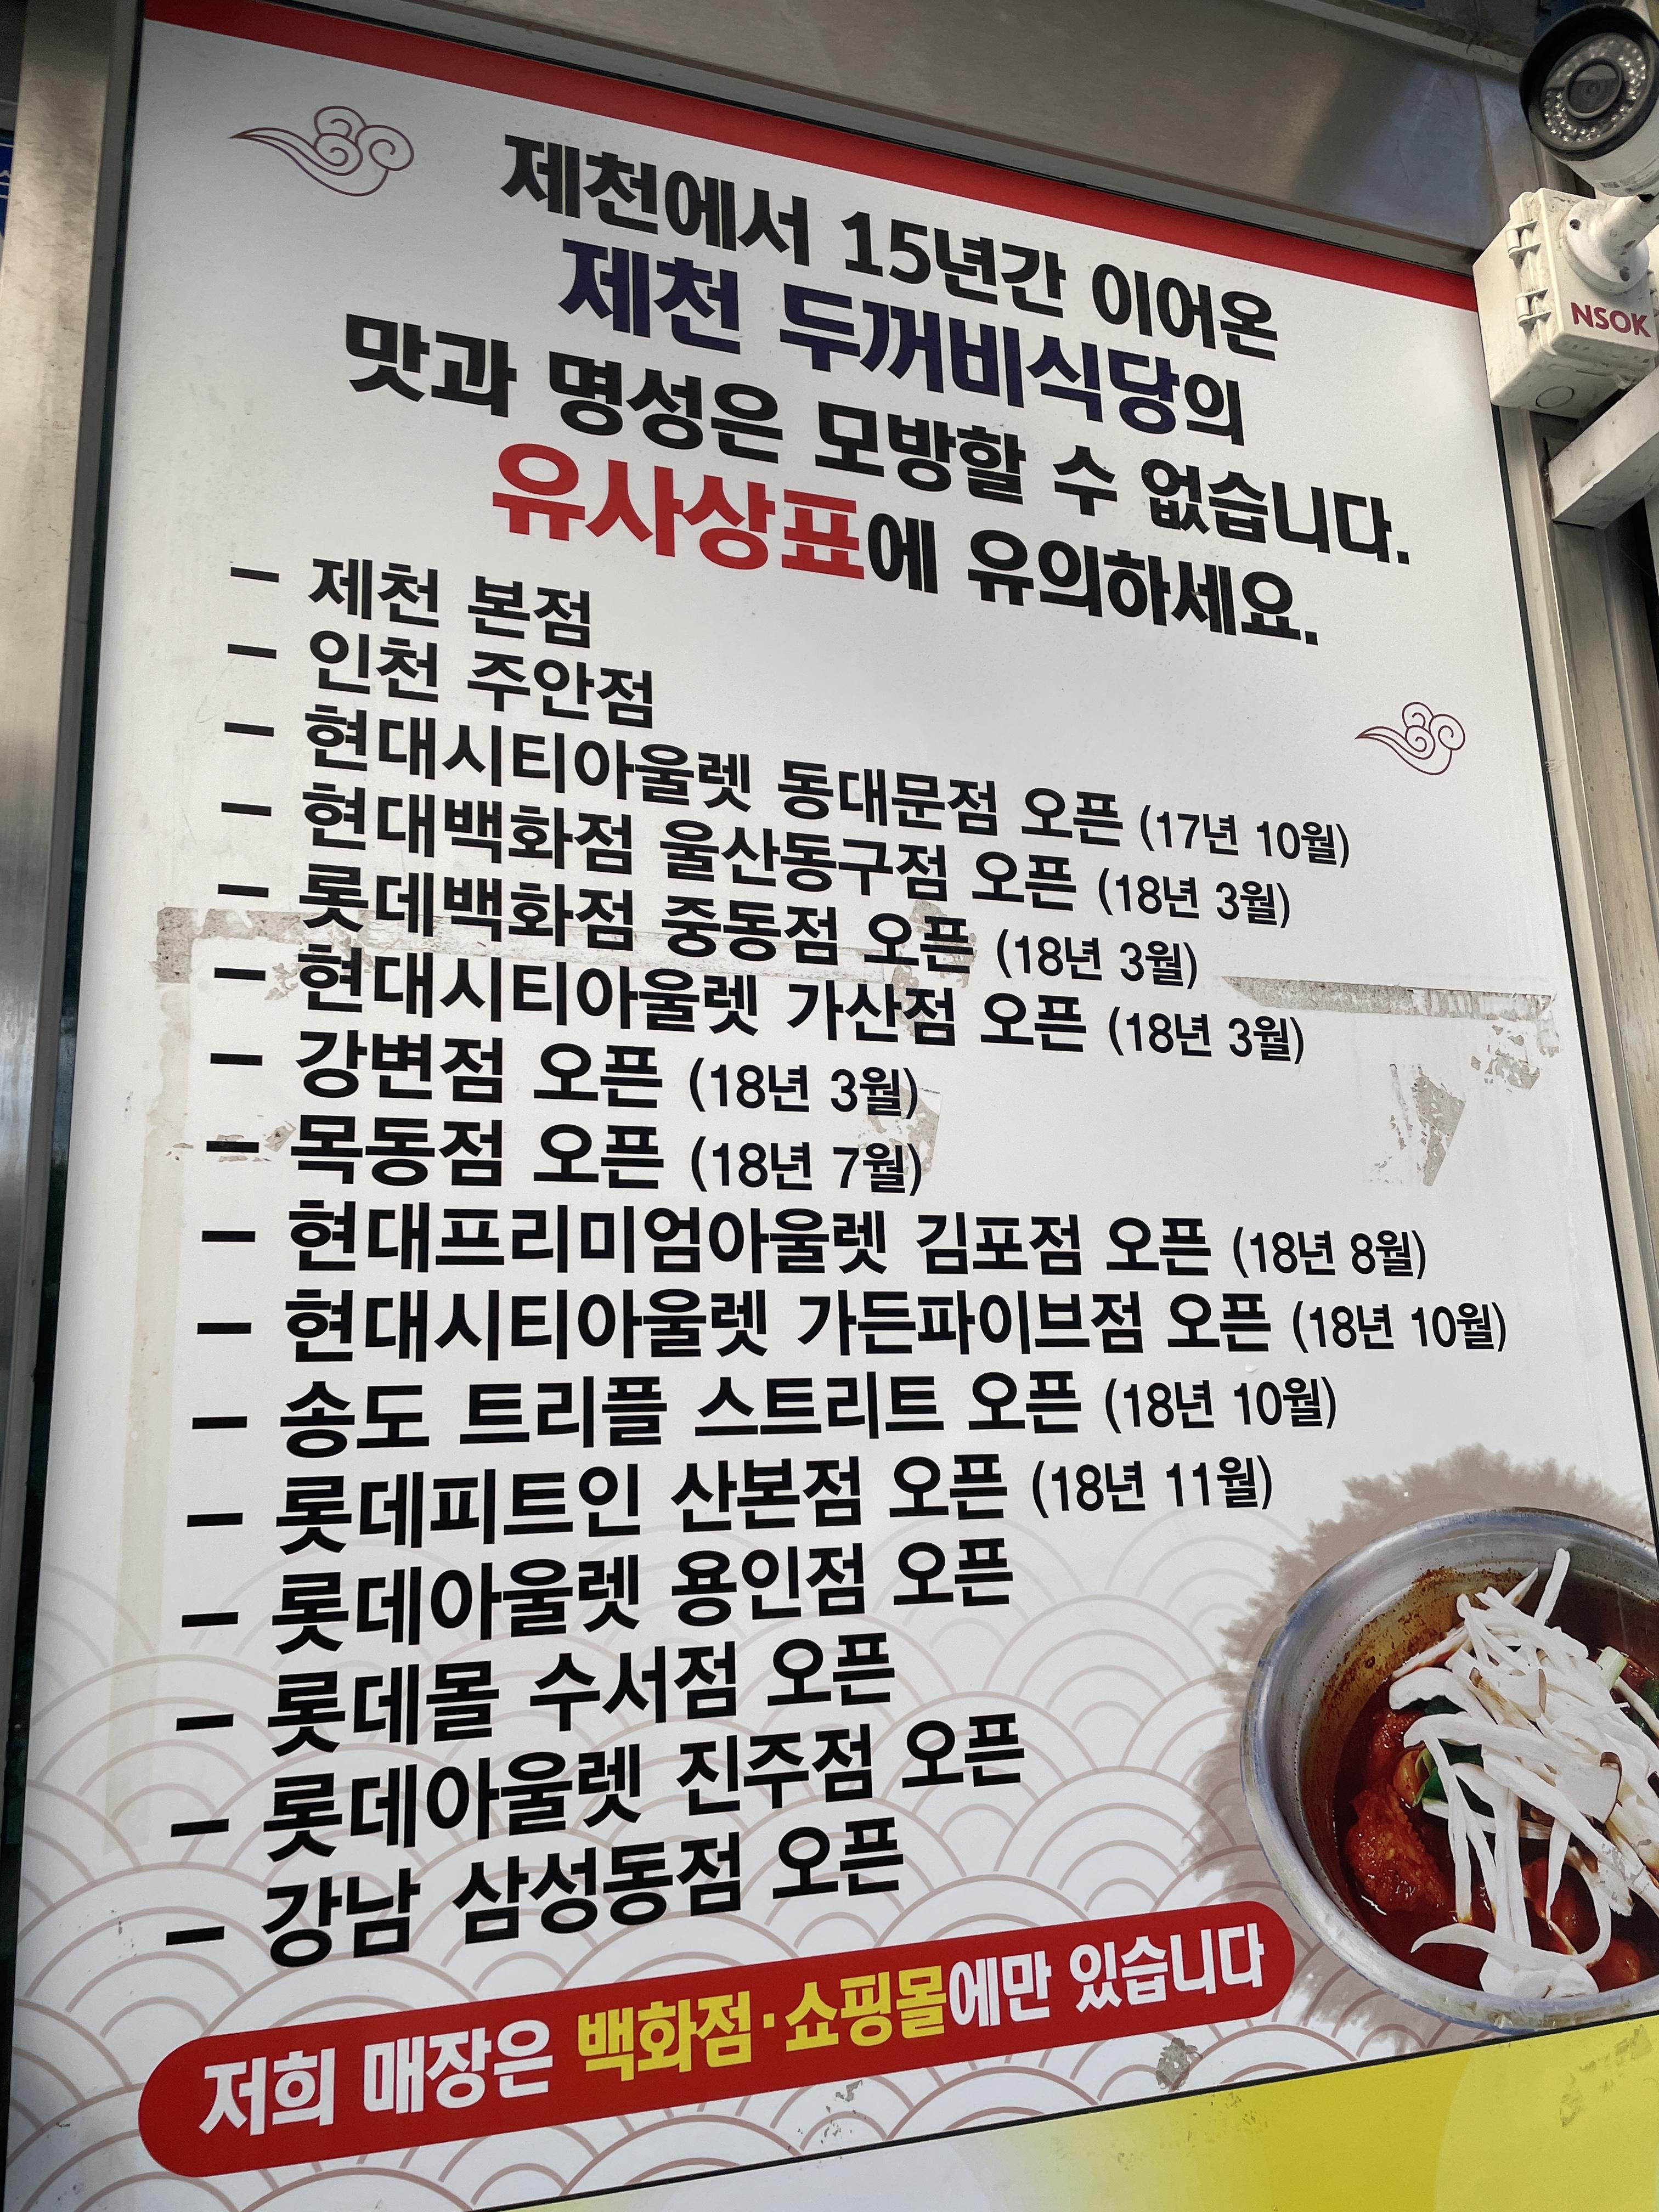 제천에서 15년간 이어온
제천 두꺼비식당의
맛과 명성은 모방할 수 없습니다.
유사상표에 유의하세요.
- 제천 본점
- 인천 주안점
- 현대시티아울렛 동대문점 오픈 (17년 10월)
- 현대백화점 울산동구점 오픈 (18년 3월)
- 롯데백화점 중동점 오픈 (18년 3월)
- 현대시티아울렛 가산점 오픈 (18년 3월)
- 강변점 오픈 (18년 3월)
- 목동점 오픈 (18년 7월)
- 현대프리미엄아울렛 김포점 오픈 (18년 8월)
- 현대시티아울렛 가든파이브점 오픈 (18년 10월)
- 송도 트리플 스트리트 오픈 (18년 10월)
- 롯데피트인 산본점 오픈 (18년 11월)
- 롯데아울렛 용인점 오픈
- 롯데몰 수서점 오픈
- 롯데아울렛 진주점 오픈
- 강남 삼성동점 오픈
저희 매장은 백화점·쇼핑몰에만 있습니다
NSOK